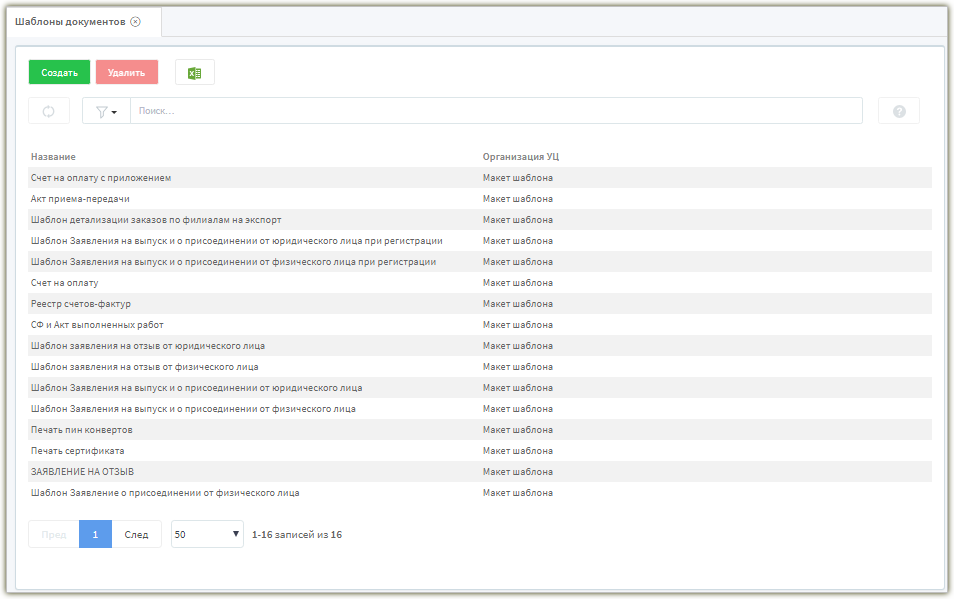 Шаблоны документов
Создать Удалить
Поиск... ?
Название Организация УЦ
Счет на оплату с приложением Макет шаблона
Акт приема-передачи Макет шаблона
Шаблон детализации заказов по филиалам на экспорт Макет шаблона
Шаблон Заявления на выпуск и о присоединении от юридического лица при регистрации Макет шаблона
Шаблон Заявления на выпуск и о присоединении от физического лица при регистрации Макет шаблона
Счет на оплату Макет шаблона
Реестр счетов-фактур Макет шаблона
СФ и Акт выполненных работ Макет шаблона
Шаблон заявления на отзыв от юридического лица Макет шаблона
Шаблон заявления на отзыв от физического лица Макет шаблона
Шаблон Заявления на выпуск и о присоединении от юридического лица Макет шаблона
Шаблон Заявления на выпуск и о присоединении от физического лица Макет шаблона
Печать пин конвертов Макет шаблона
Печать сертификата Макет шаблона
ЗАЯВЛЕНИЕ НА ОТЗЫВ Макет шаблона
Шаблон Заявление о присоединении от физического лица Макет шаблона
Пред 1 След 50 1-16 записей из 16